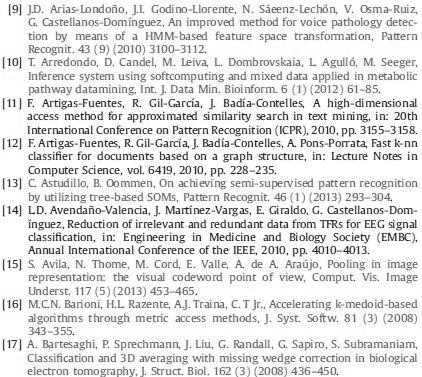 [9] J.D. Arias-Londoño, J.I. Godino-Llorente, N. Sáeenz-Lechón, V. Osma-Ruiz,
G. Castellanos-Domínguez, An improved method for voice pathology detec-
tion by means of a HMM-based feature space transformation, Pattern
Recognit. 43 (9) (2010) 3100–3112.
[10] T. Arredondo, D. Candel, M. Leiva, L. Dombrovskaia, L. Agulló, M. Seeger,
Inference system using softcomputing and mixed data applied in metabolic
pathway datamining, Int. J. Data Min. Bioinform. 6 (1) (2012) 61–85.
[11] F. Artigas-Fuentes, R. Gil-García, J. Badía-Contelles, A high-dimensional
access method for approximated similarity search in text mining, in: 20th
International Conference on Pattern Recognition (ICPR), 2010, pp. 3155–3158.
[12] F. Artigas-Fuentes, R. Gil-García, J. Badía-Contelles, A. Pons-Porrata, Fast k-nn
classifier for documents based on a graph structure, in: Lecture Notes in
Computer Science, vol. 6419, 2010, pp. 228–235.
[13] C. Astudillo, B. Oommen, On achieving semi-supervised pattern recognition
by utilizing tree-based SOMs, Pattern Recognit. 46 (1) (2013) 293–304.
[14] L.D. Avendaño-Valencia, J. Martínez-Vargas, E. Giraldo, G. Castellanos-Dom-
ínguez, Reduction of irrelevant and redundant data from TFRs for EEG signal
classification, in: Engineering in Medicine and Biology Society (EMBC),
Annual International Conference of the IEEE, 2010, pp. 4010–4013.
[15] S. Avila, N. Thome, M. Cord, E. Valle, A. de A. Araújo, Pooling in image
representation: the visual codeword point of view, Comput. Vis. Image
Underst. 117 (5) (2013) 453–465.
[16] M.C.N. Barioni, H.L. Razente, A.J. Traina, C. T Jr., Accelerating k-medoid-based
algorithms through metric access methods, J. Syst. Softw. 81 (3) (2008)
343–355.
[17] A. Bartesaghi, P. Sprechmann, J. Liu, G. Randall, G. Sapiro, S. Subramaniam,
Classification and 3D averaging with missing wedge correction in biological
electron tomography, J. Struct. Biol. 162 (3) (2008) 436–450.